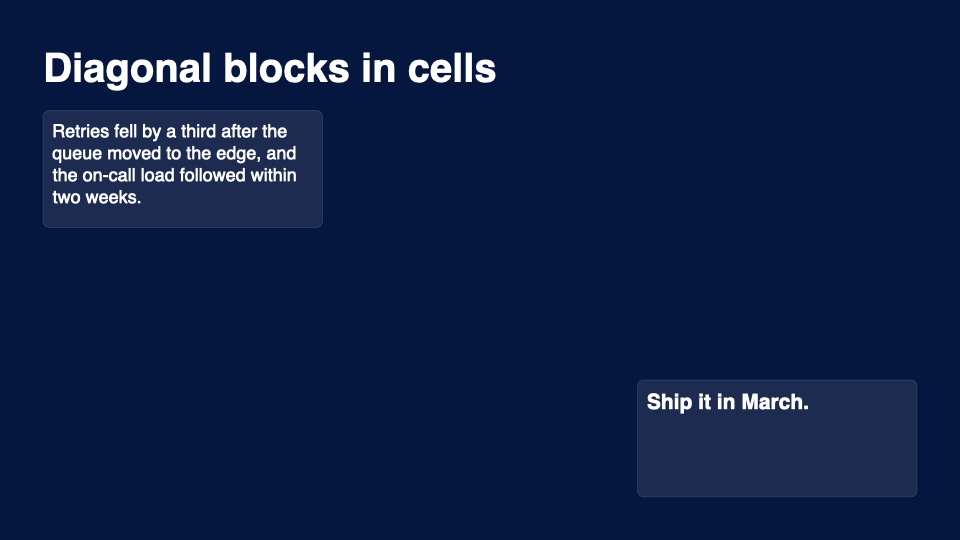 Diagonal blocks in cells
Retries fell by a third after the
queue moved to the edge, and
the on-call load followed within
two weeks.
Ship it in March.